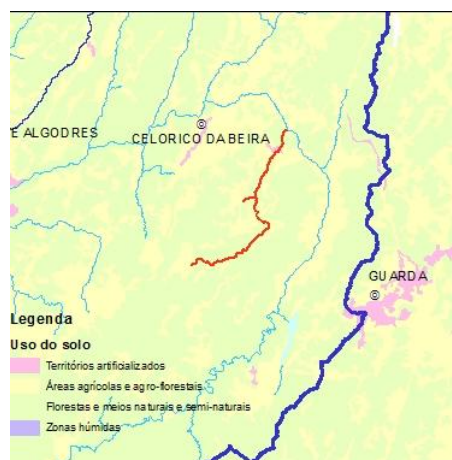 E ALGODRES
CELORICO DA BEIRA
GUARDA
Legenda
Uso do solo
Territórios artificializados
Áreas agrícolas e agro-florestais
Florestas e meios naturais e semi-naturais
Zonas húmidas